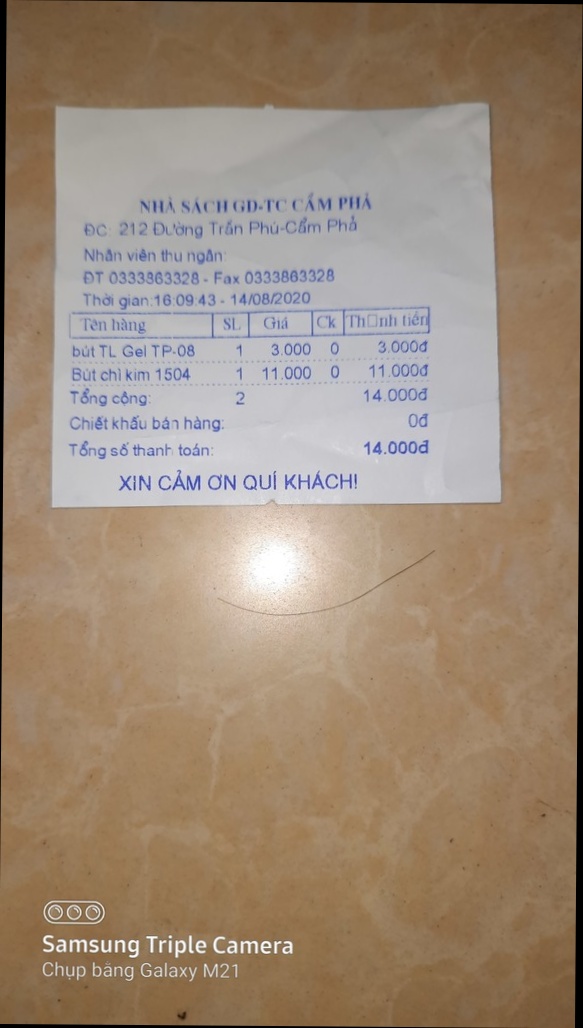 NHÀ SÁCH GD-TC CẨM PHẢ
ĐC: 212 Đường Trần Phú-Cẩm Phả
Nhân viên thu ngân:
ĐT 0333863328 - Fax 0333863328
Thời gian:16:09:43 - 14/08/2020
Tên hàng SL Giá Ck Th□nh tiền
bút TL Gel TP-08 1 3.000 0 3.000đ
Bút chì kim 1504 1 11.000 0 11.000đ
Tổng cộng: 2 14.000đ
Chiết khấu bán hàng: 0đ
Tổng số thanh toán: 14.000đ
XIN CẢM ƠN QUÍ KHÁCH!
Samsung Triple Camera
Chụp bằng Galaxy M21